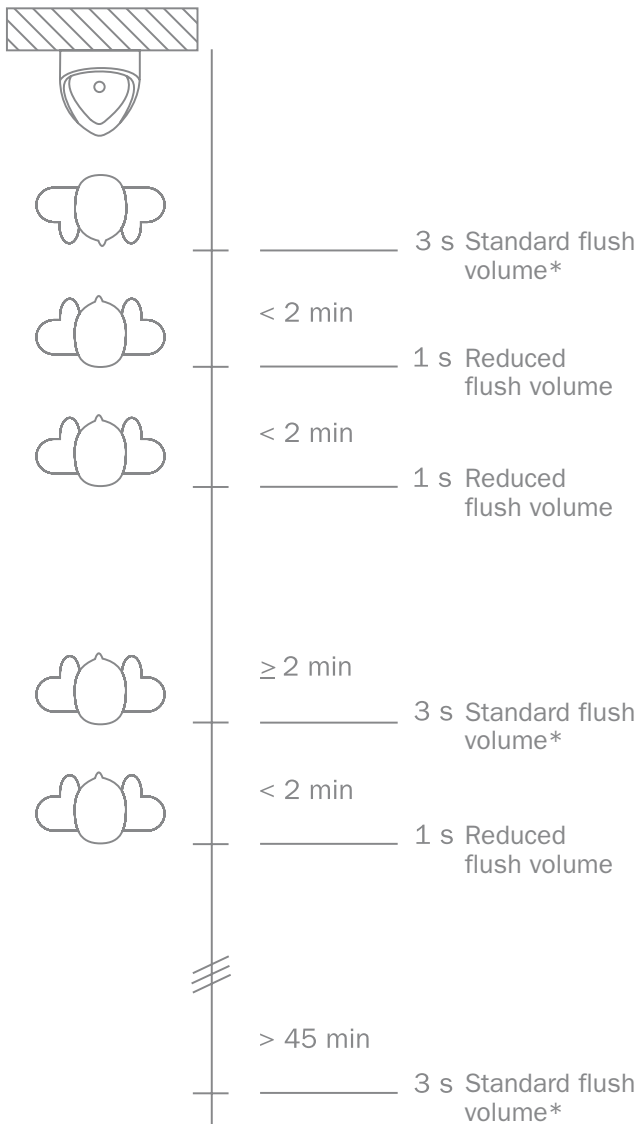 3 s Standard flush
volume*
< 2 min
1 s Reduced
flush volume
< 2 min
1 s Reduced
flush volume
≥ 2 min
3 s Standard flush
volume*
< 2 min
1 s Reduced
flush volume
> 45 min
3 s Standard flush
volume*